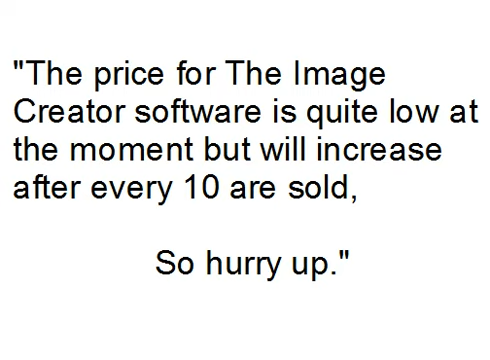 "The price for The Image
Creator software is quite low at
the moment but will increase
after every 10 are sold,
So hurry up."